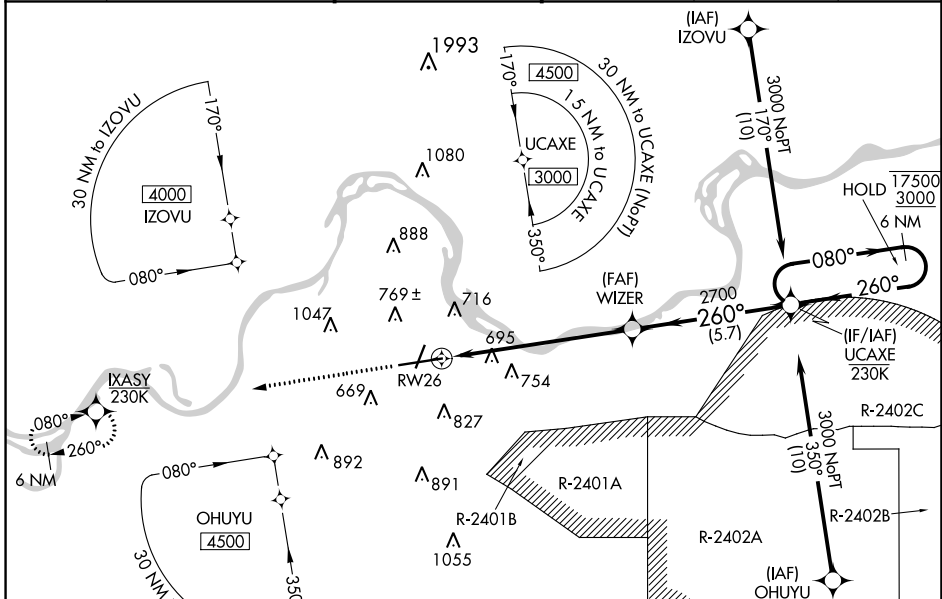 1993
(IAF)
IZOVU
3000 NoPT
170°
(10)
30 NM to IZOVU
170°
4000
IZOVU
080°
170°
4500
30 NM to UCAXE (NoPT)
15 NM to UCAXE
UCAXE
3000
350°
1080
888
769 ±
1047
716
695
754
669
827
892
891
1055
HOLD
17500
3000
6 NM
080°
260°
(FAF)
WIZER
2700
260°
(5.7)
(IF/IAF)
UCAXE
230K
RW26
IXASY
230K
080°
260°
6 NM
R-2402C
3000 NoPT
350°
(10)
080°
OHUYU
4500
30 NM
350
R-2401B
R-2401A
R-2402A
R-2402B
(IAF)
OHUYU